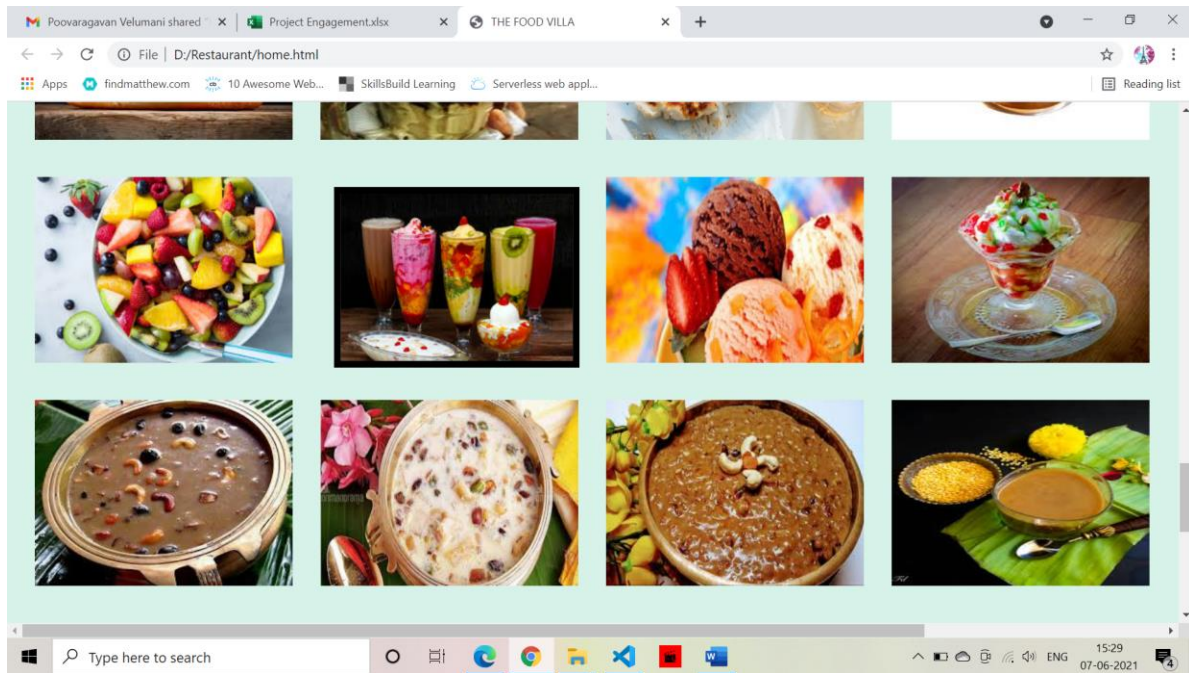 Poovaragavan Velumani shared "
Project Engagement.xlsx
THE FOOD VILLA
File | D:/Restaurant/home.html
Apps
findmatthew.com
10 Awesome Web...
SkillsBuild Learning
Serverless web appl...
Reading list
Type here to search
ENG
15:29
07-06-2021
4